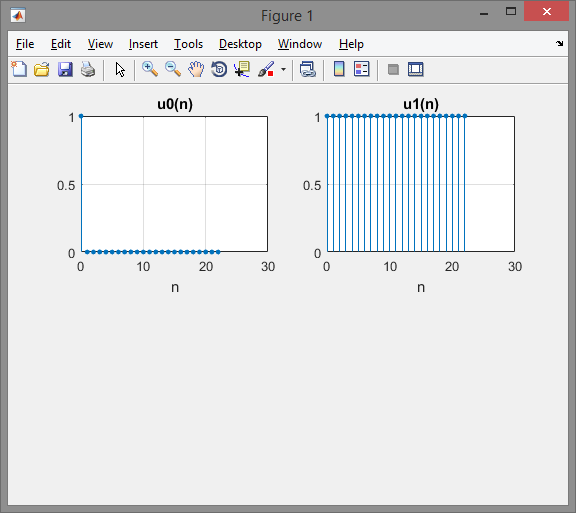 Figure 1
File Edit View Insert Tools Desktop Window Help
u0(n) u1(n)
1 1
0.5 0.5
0 0
0 10 20 30 0 10 20 30
n n